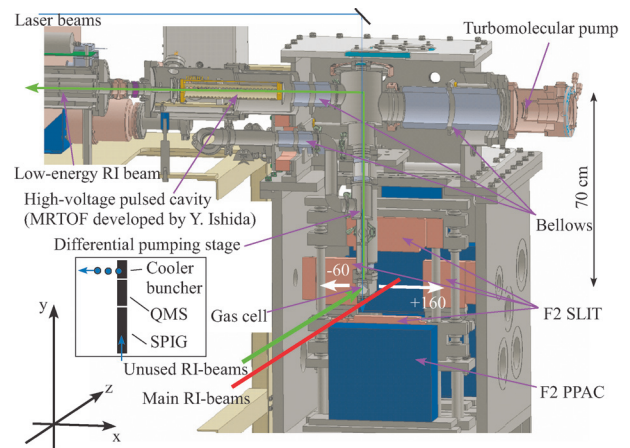 Laser beams
Turbomolecular pump
Low-energy RI beam
High-voltage pulsed cavity
(MRTOF developed by Y. Ishida)
Differential pumping stage
Bellows
70 cm
-60
+160
Gas cell
Cooler
buncher
QMS
SPIG
F2 SLIT
Unused RI-beams
Main RI-beams
F2 PPAC
y
z
x